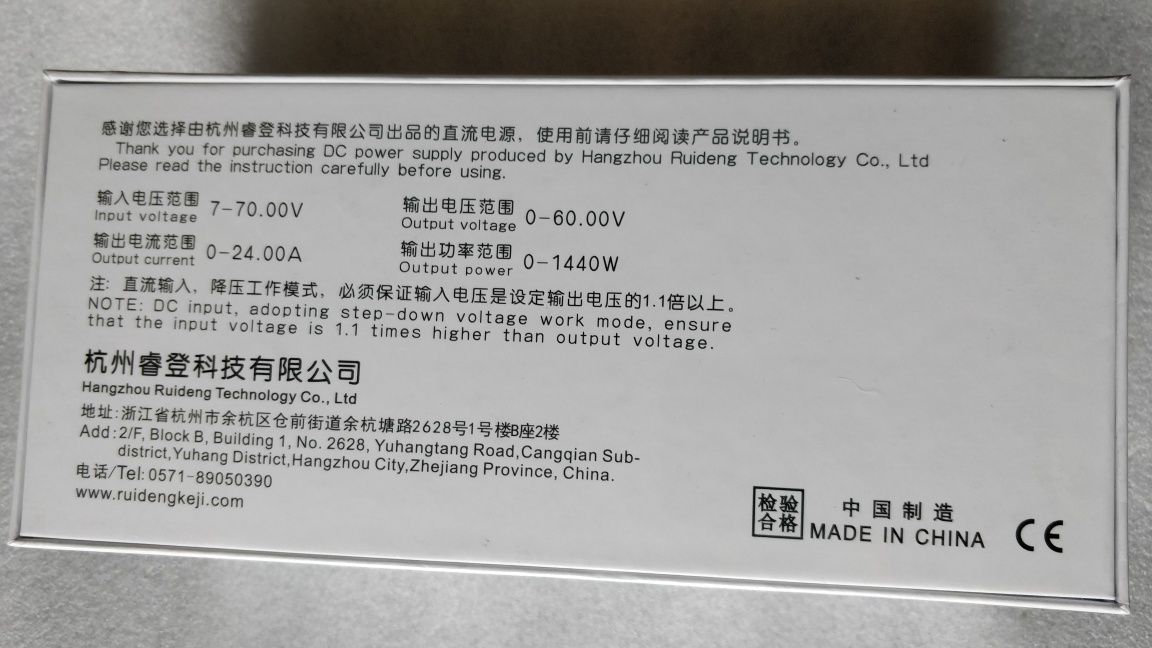 感谢您选择由杭州睿登科技有限公司出品的直流电源，使用前请仔细阅读产品说明书。
Thank you for purchasing DC power supply produced by Hangzhou Ruideng Technology Co., Ltd
Please read the instruction carefully before using.
输入电压范围 7-70.00V 输出电压范围 0-60.00V
Input voltage Output voltage
输出电流范围 0-24.00A 输出功率范围 0-1440W
Output current Output power
注：直流输入，降压工作模式，必须保证输入电压是设定输出电压的1.1倍以上。
NOTE: DC input, adopting step-down voltage work mode, ensure
that the input voltage is 1.1 times higher than output voltage.
杭州睿登科技有限公司
Hangzhou Ruideng Technology Co., Ltd
地址:浙江省杭州市余杭区仓前街道余杭塘路2628号1号楼B座2楼
Add:2/F, Block B, Building 1, No. 2628, Yuhangtang Road,Cangqian Sub-
district,Yuhang District,Hangzhou City,Zhejiang Province, China.
电话/Tel:0571-89050390
www.ruidengkeji.com
检验
合格
中国制造
MADE IN CHINA
CE